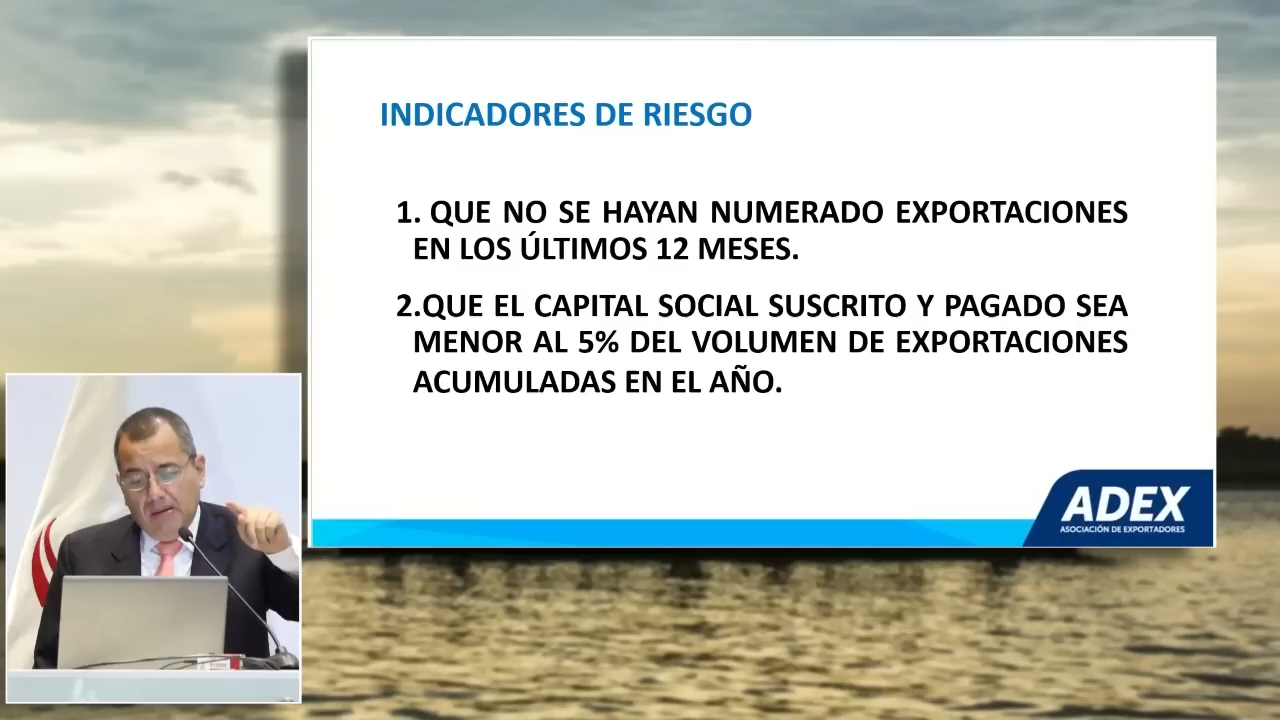 INDICADORES DE RIESGO
1. QUE NO SE HAYAN NUMERADO EXPORTACIONES
EN LOS ÚLTIMOS 12 MESES.
2.QUE EL CAPITAL SOCIAL SUSCRITO Y PAGADO SEA
MENOR AL 5% DEL VOLUMEN DE EXPORTACIONES
ACUMULADAS EN EL AÑO.
ADEX
ASOCIACIÓN DE EXPORTADORES